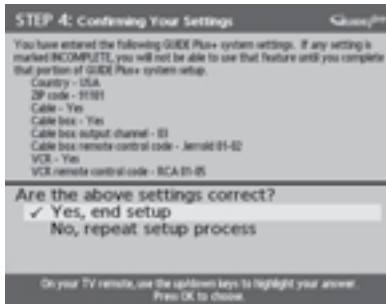 STEP 4: Confirming Your Settings
You have entered the following GUIDE Plus+ system settings. If any setting is
marked INCOMPLETE, you will not be able to use that feature until you complete
that portion of GUIDE Plus+ system setup.
Country - USA
ZIP code - 91101
Cable - Yes
Cable box - Yes
Cable box output channel - 03
Cable box remote control code - Jerrold 01-02
VCR - Yes
VCR remote control code - RCA 01-05
Are the above settings correct?
✓ Yes, end setup
No, repeat setup process
On your TV remote, use the up/down keys to highlight your answer.
Press OK to choose.